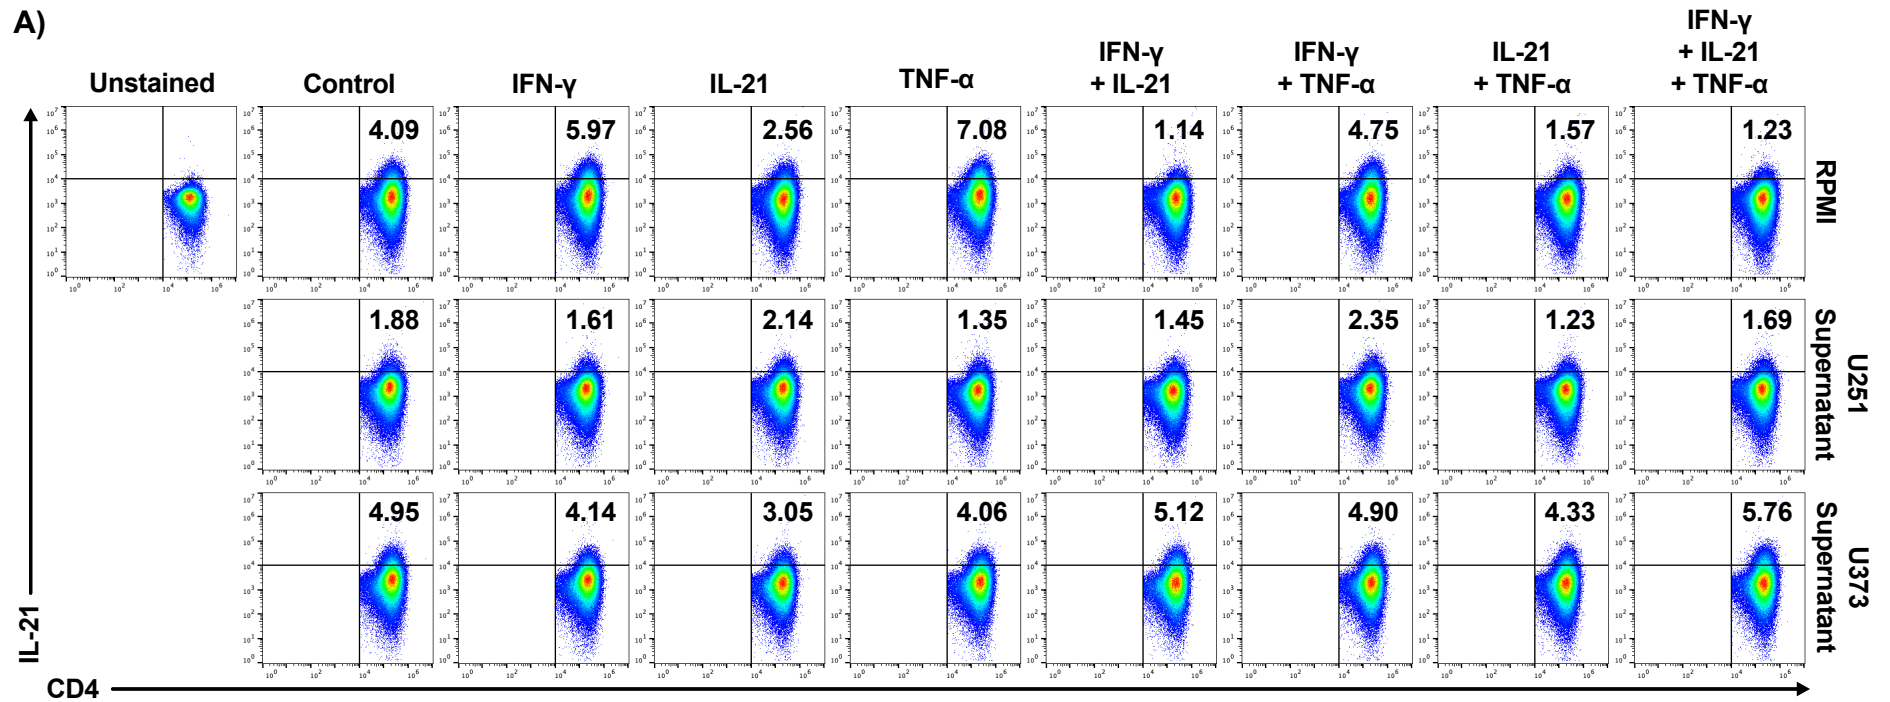 A)
Unstained
Control
IFN-γ
IL-21
TNF-α
IFN-γ
+ IL-21
IFN-γ
+ TNF-α
IL-21
+ TNF-α
IFN-γ
+ IL-21
+ TNF-α
4.09 5.97 2.56 7.08 1.14 4.75 1.57 1.23
RPMI
1.88 1.61 2.14 1.35 1.45 2.35 1.23 1.69
U251
Supernatant
4.95 4.14 3.05 4.06 5.12 4.90 4.33 5.76
U373
Supernatant
IL-21
CD4